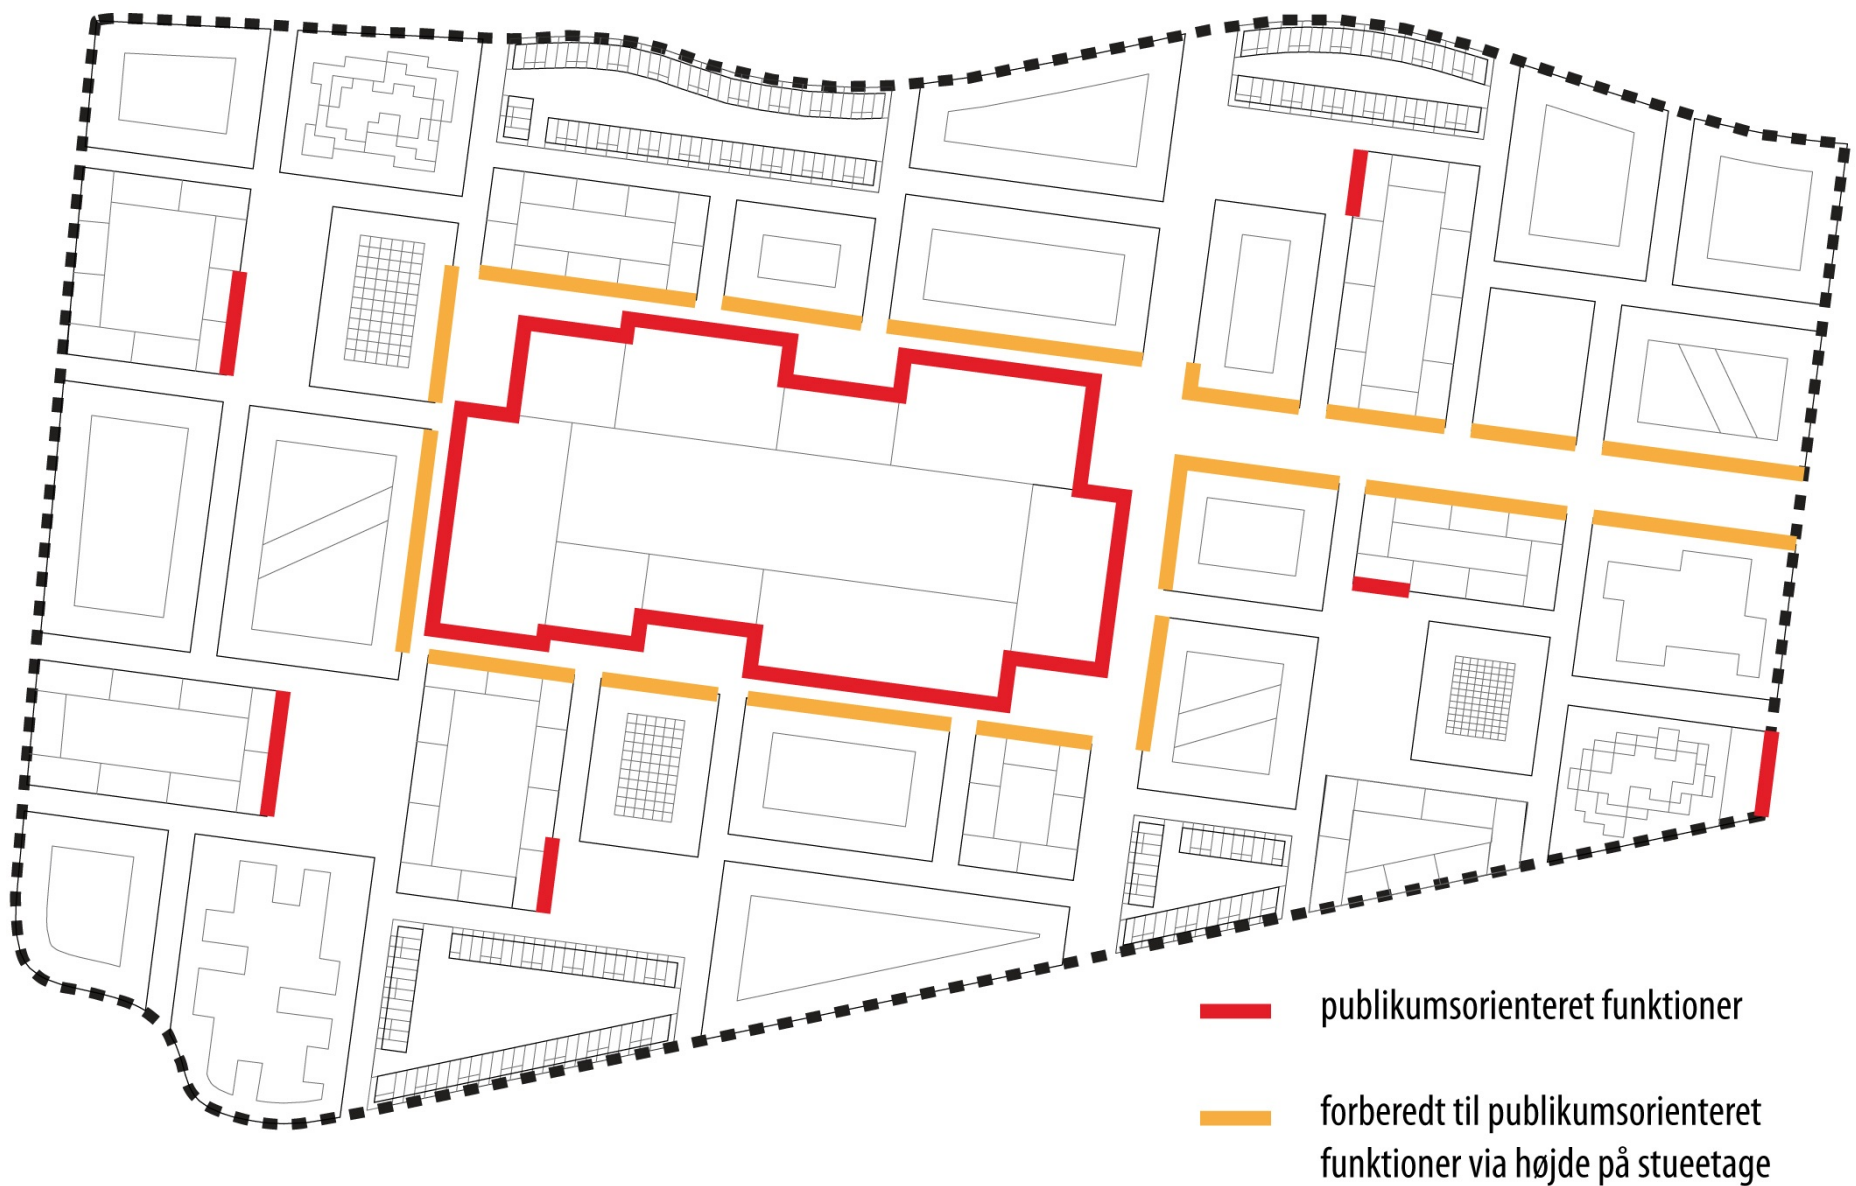 publikumsorienteret funktioner
forberedt til publikumsorienteret
funktioner via højde på stueetage